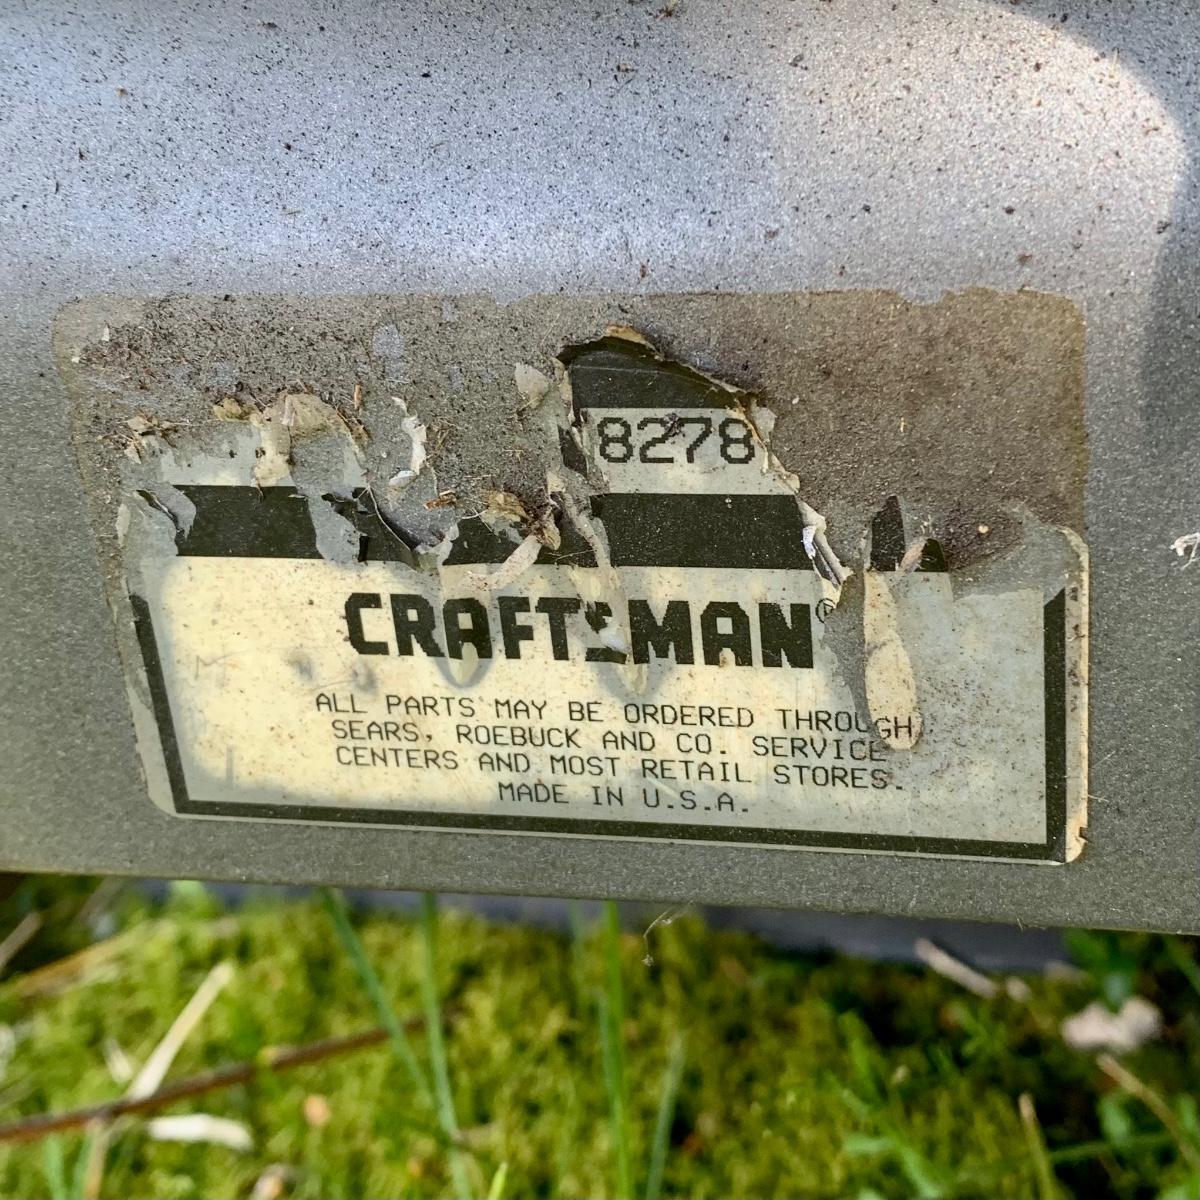 8278
CRAFTSMAN®
ALL PARTS MAY BE ORDERED THROUGH
SEARS, ROEBUCK AND CO. SERVICE
CENTERS AND MOST RETAIL STORES.
MADE IN U.S.A.